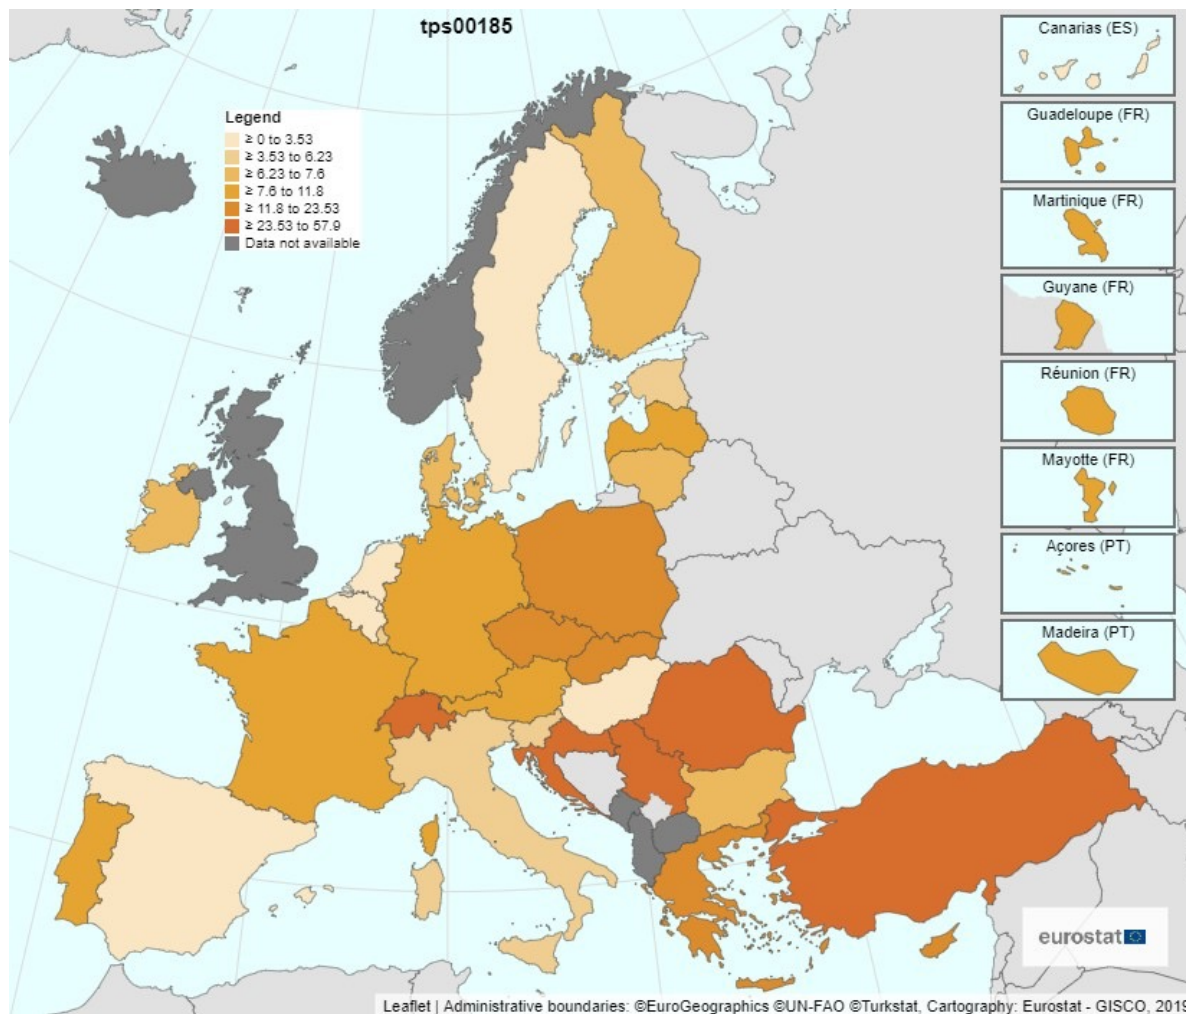 tps00185
Legend
≥ 0 to 3.53
≥ 3.53 to 6.23
≥ 6.23 to 7.6
≥ 7.6 to 11.8
≥ 11.8 to 23.53
≥ 23.53 to 57.9
Data not available
Canarias (ES)
Guadeloupe (FR)
Martinique (FR)
Guyane (FR)
Réunion (FR)
Mayotte (FR)
Açores (PT)
Madeira (PT)
eurostat
Leaflet | Administrative boundaries: ©EuroGeographics ©UN-FAO ©Turkstat, Cartography: Eurostat - GISCO, 2019